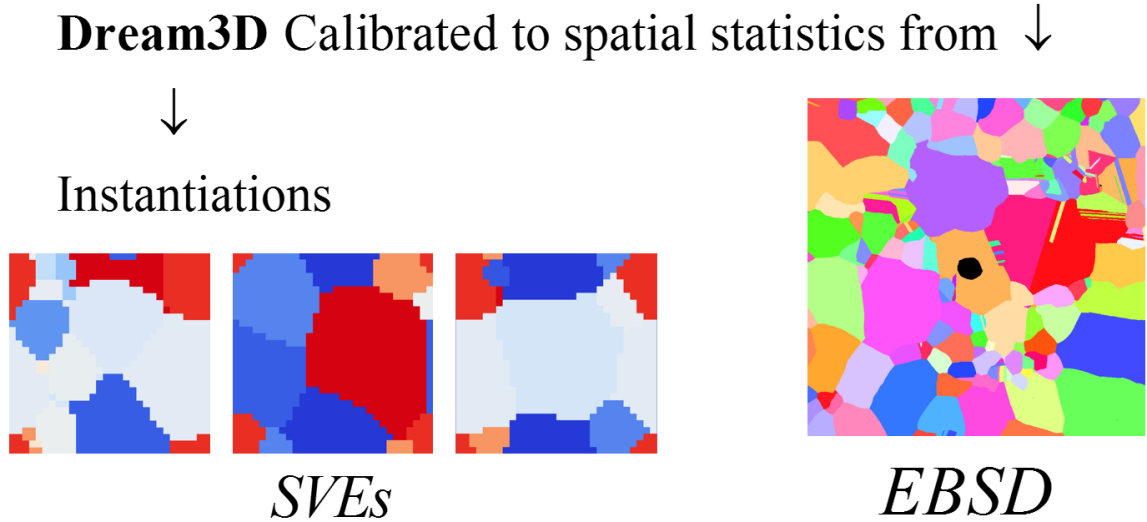 Dream3D Calibrated to spatial statistics from ↓
↓
Instantiations
SVEs
EBSD